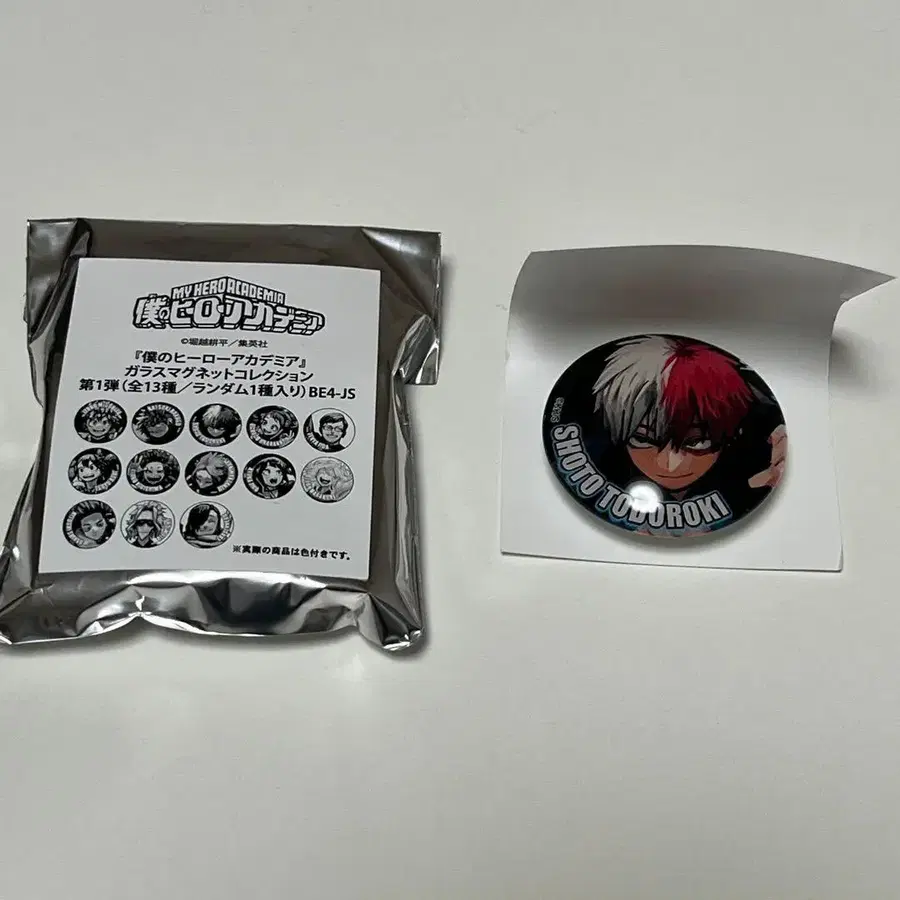 MY HERO ACADEMIA
僕のヒーローアカデミア
©堀越耕平／集英社
『僕のヒーローアカデミア』
ガラスマグネットコレクション
第1弾（全13種／ランダム1種入り）BE4-JS
※実際の商品は色付きです。
SHOTO TODOROKI